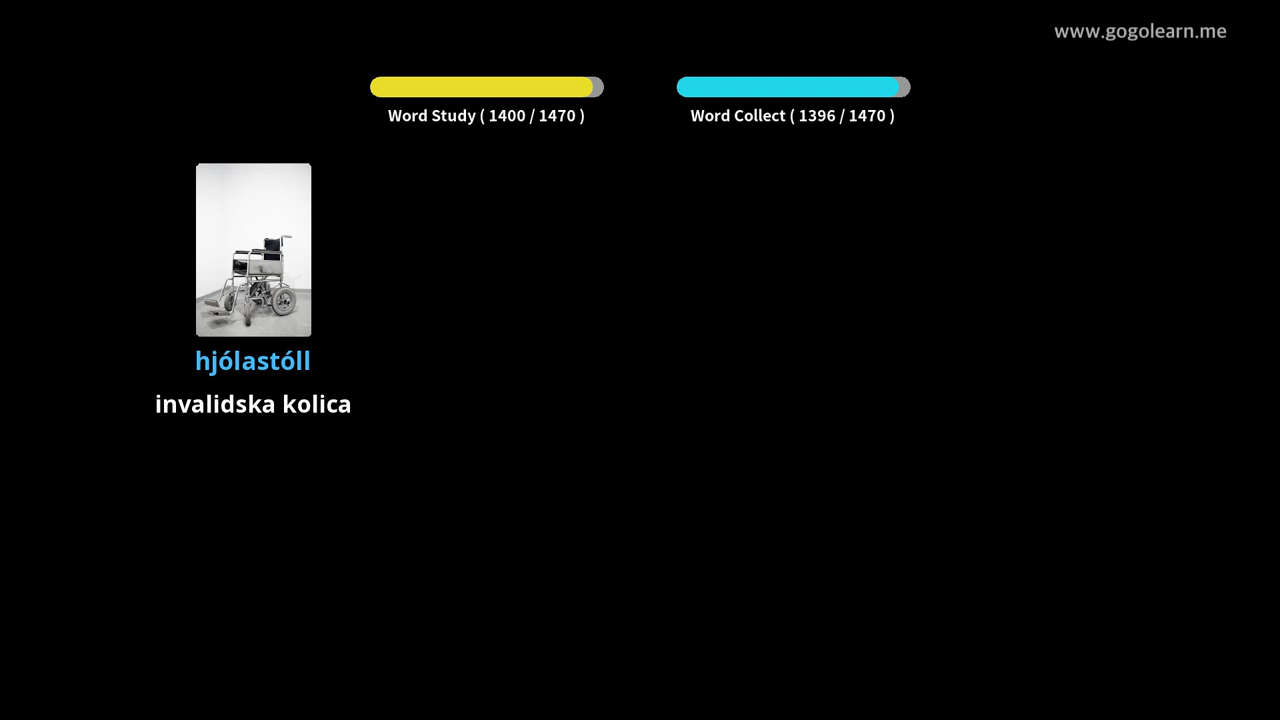 www.gogolearn.me
Word Study ( 1400 / 1470 )
Word Collect ( 1396 / 1470 )
hjólastóll
invalidska kolica